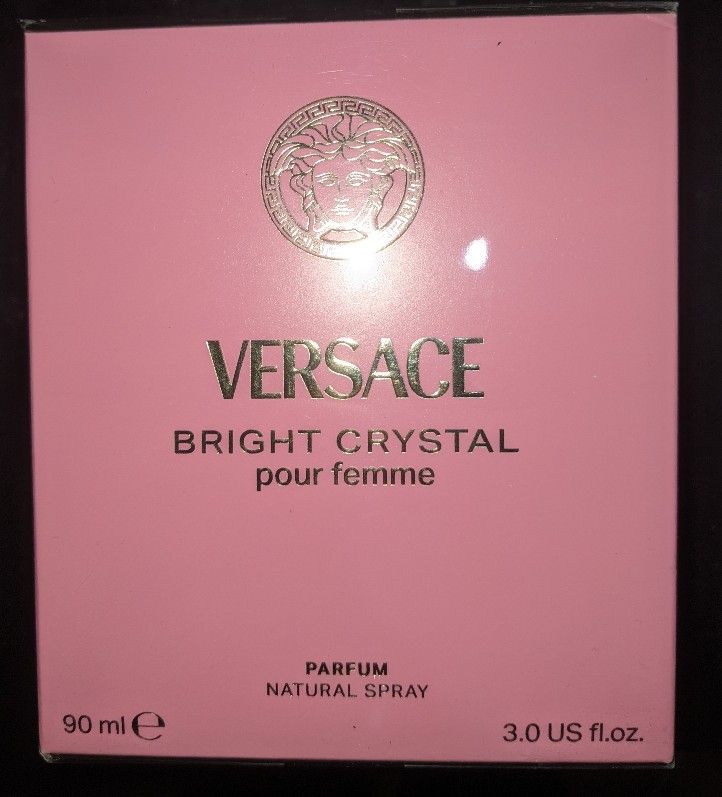 VERSACE
BRIGHT CRYSTAL
pour femme
PARFUM
NATURAL SPRAY
90 ml ℮
3.0 US fl.oz.